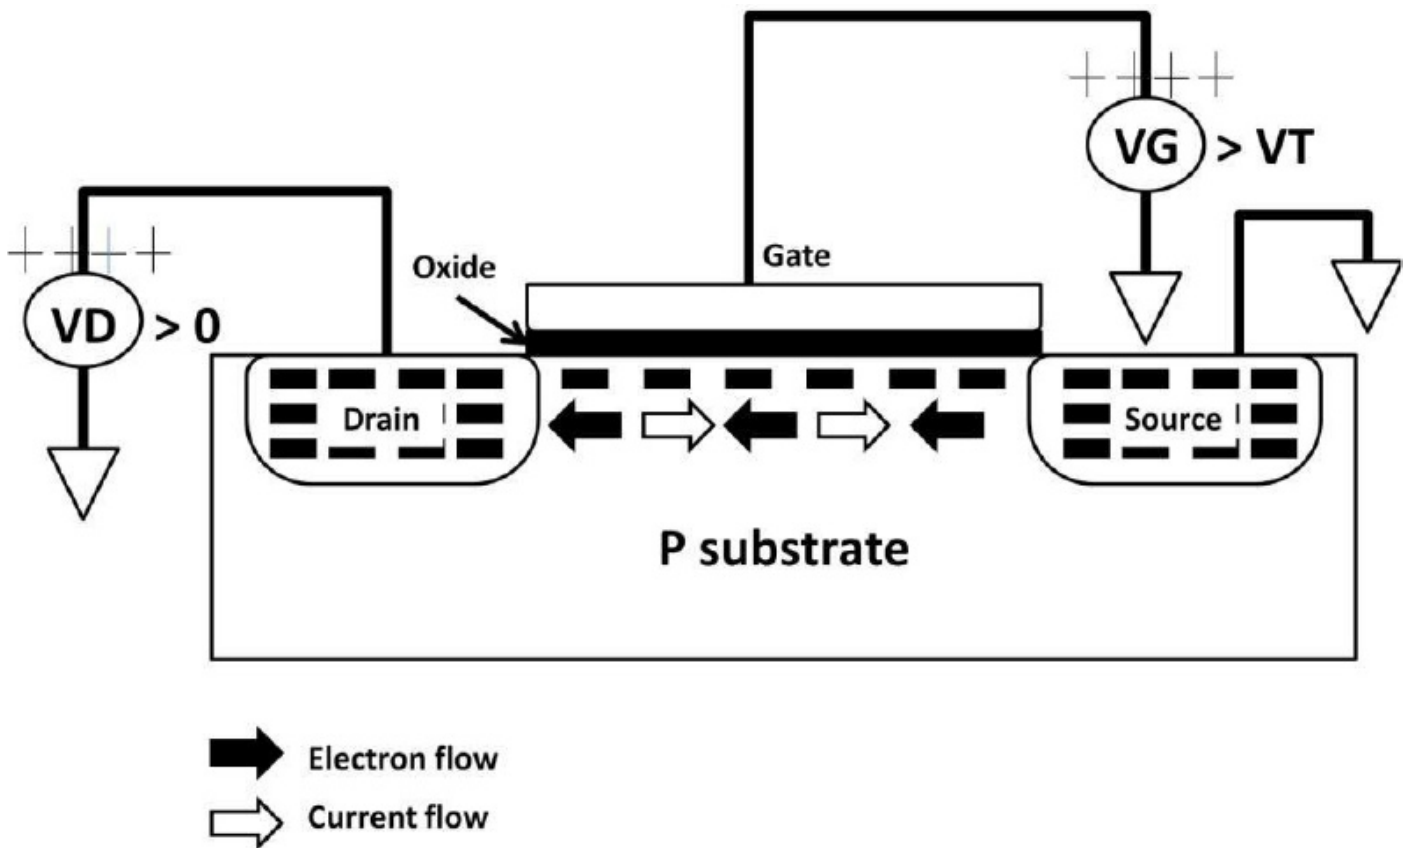 VG > VT
Gate
Oxide
VD > 0
Drain
Source
P substrate
Electron flow
Current flow